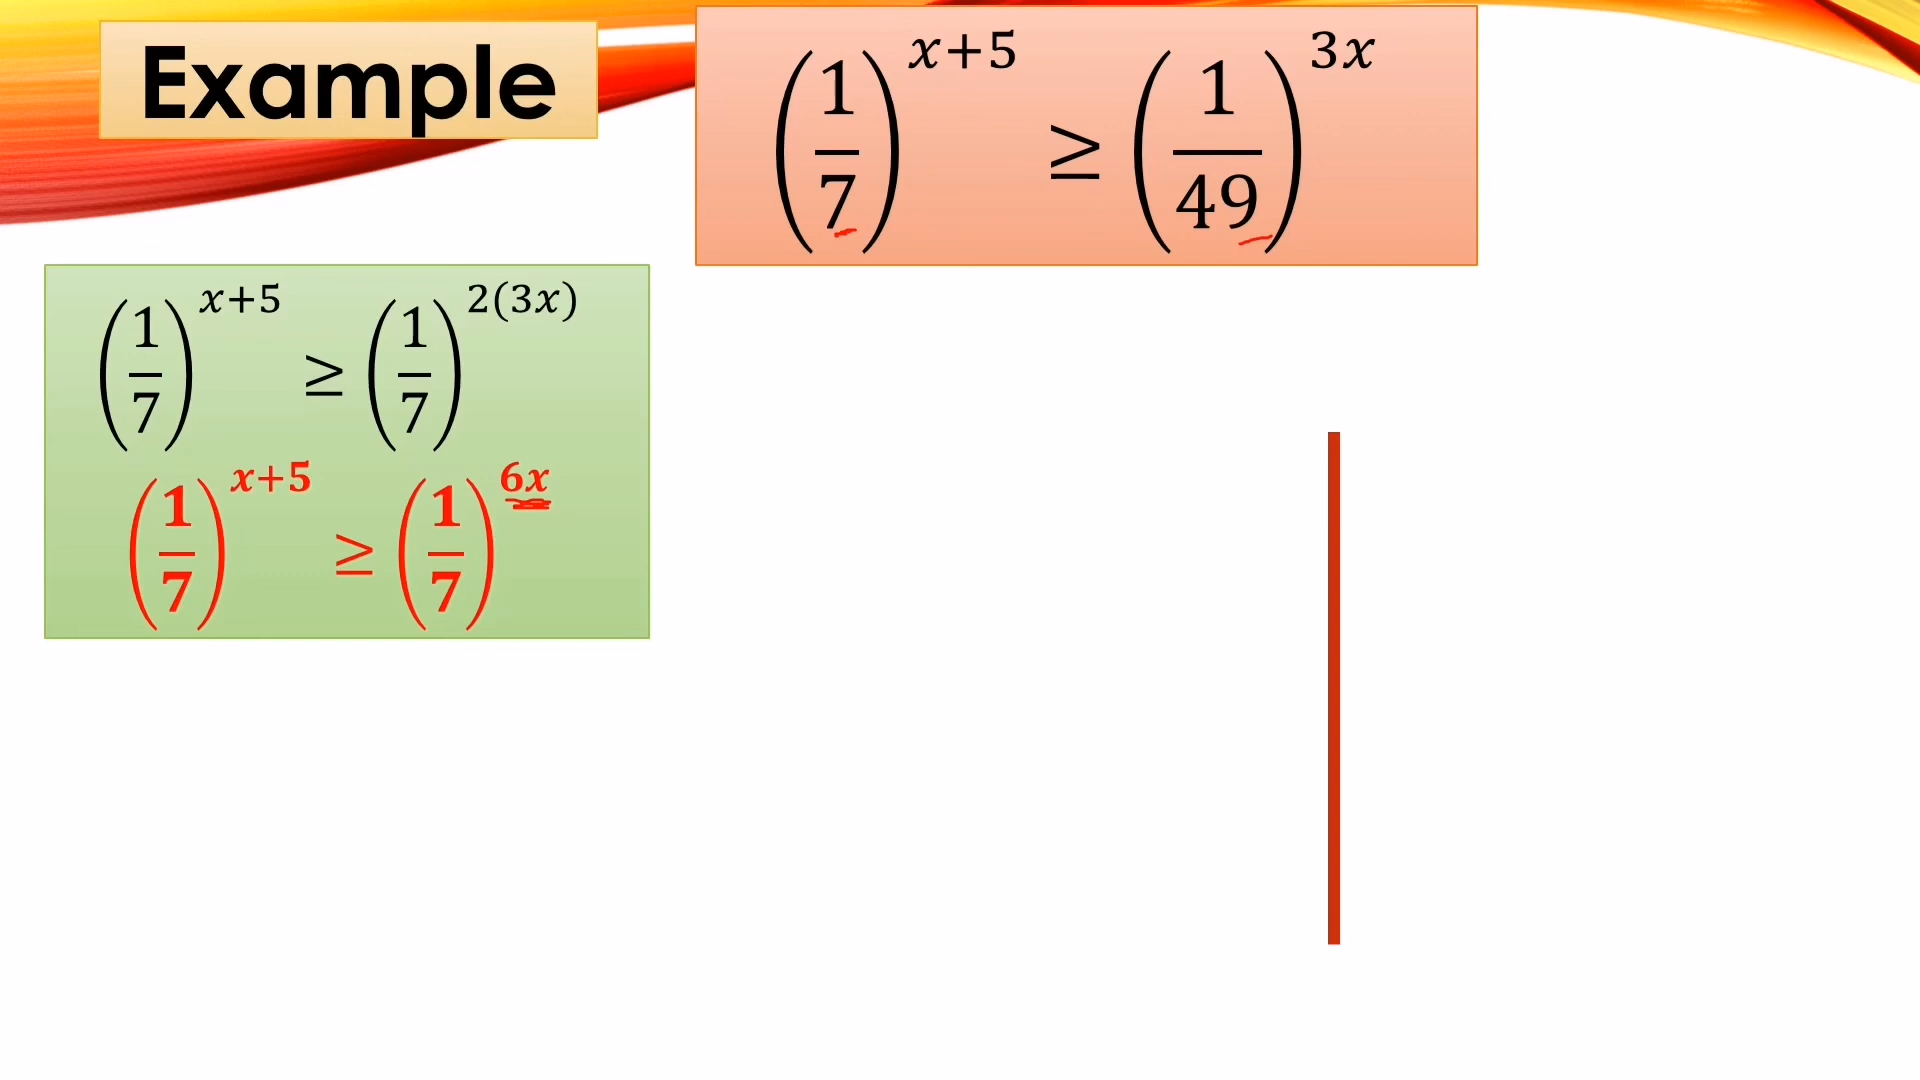 Example
(1/7)^{x+5} ≥ (1/49)^{3x}
(1/7)^{x+5} ≥ (1/7)^{2(3x)}
(1/7)^{x+5} ≥ (1/7)^{6x}